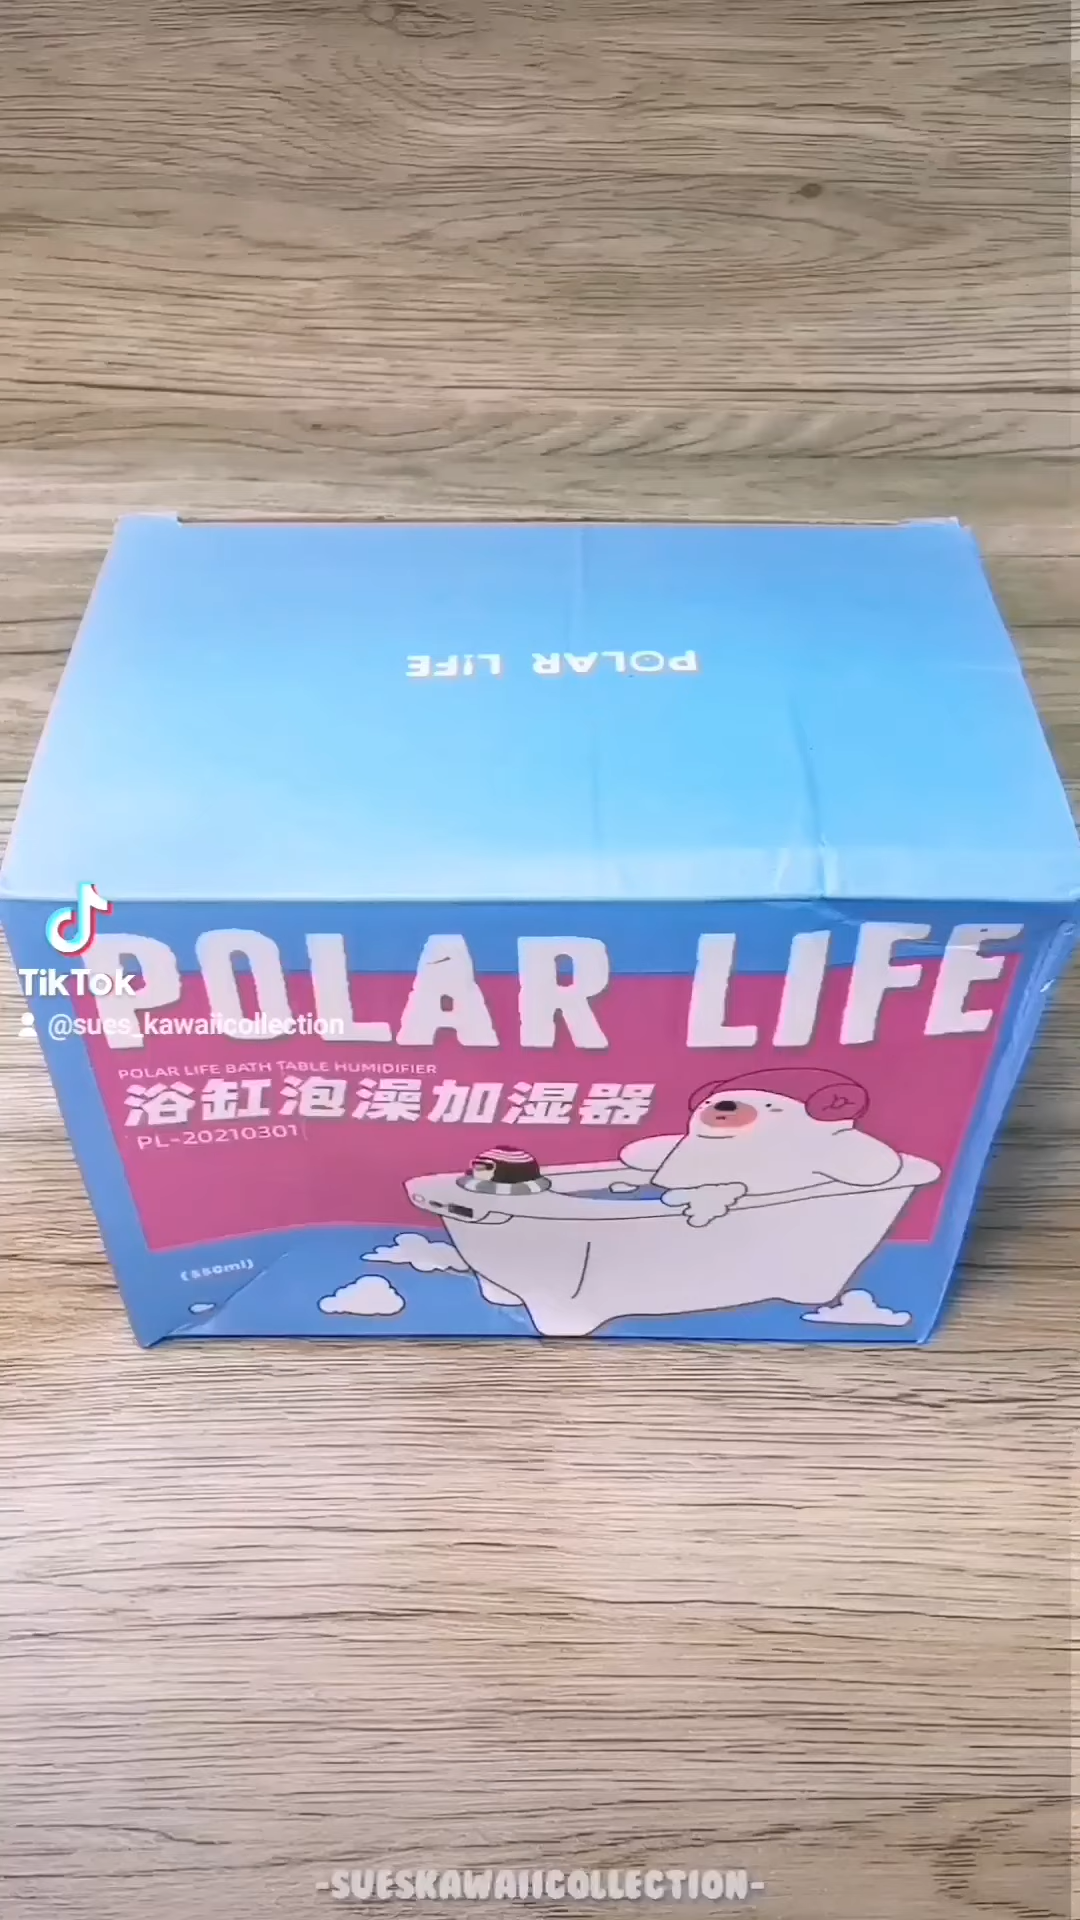 POLAR LIFE
POLAR LIFE
TikTok
@sues_kawaiicollection
POLAR LIFE BATH TABLE HUMIDIFIER
浴缸泡澡加湿器
PL-20210301
(550ml)
-SUESKAWAIICOLLECTION-